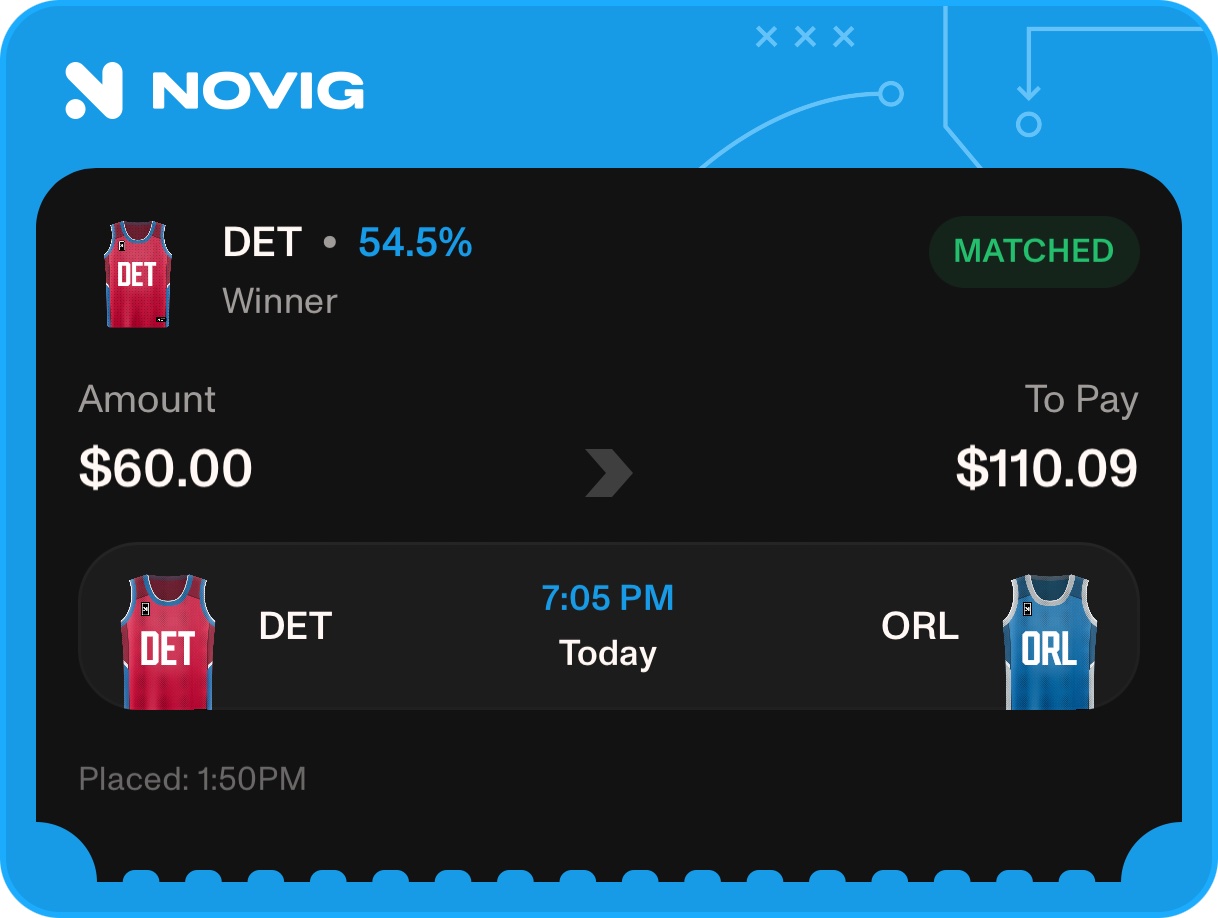 NOVIG
DET
DET • 54.5%
MATCHED
Winner
Amount
To Pay
$60.00
$110.09
DET
DET
7:05 PM
Today
ORL
ORL
Placed: 1:50PM